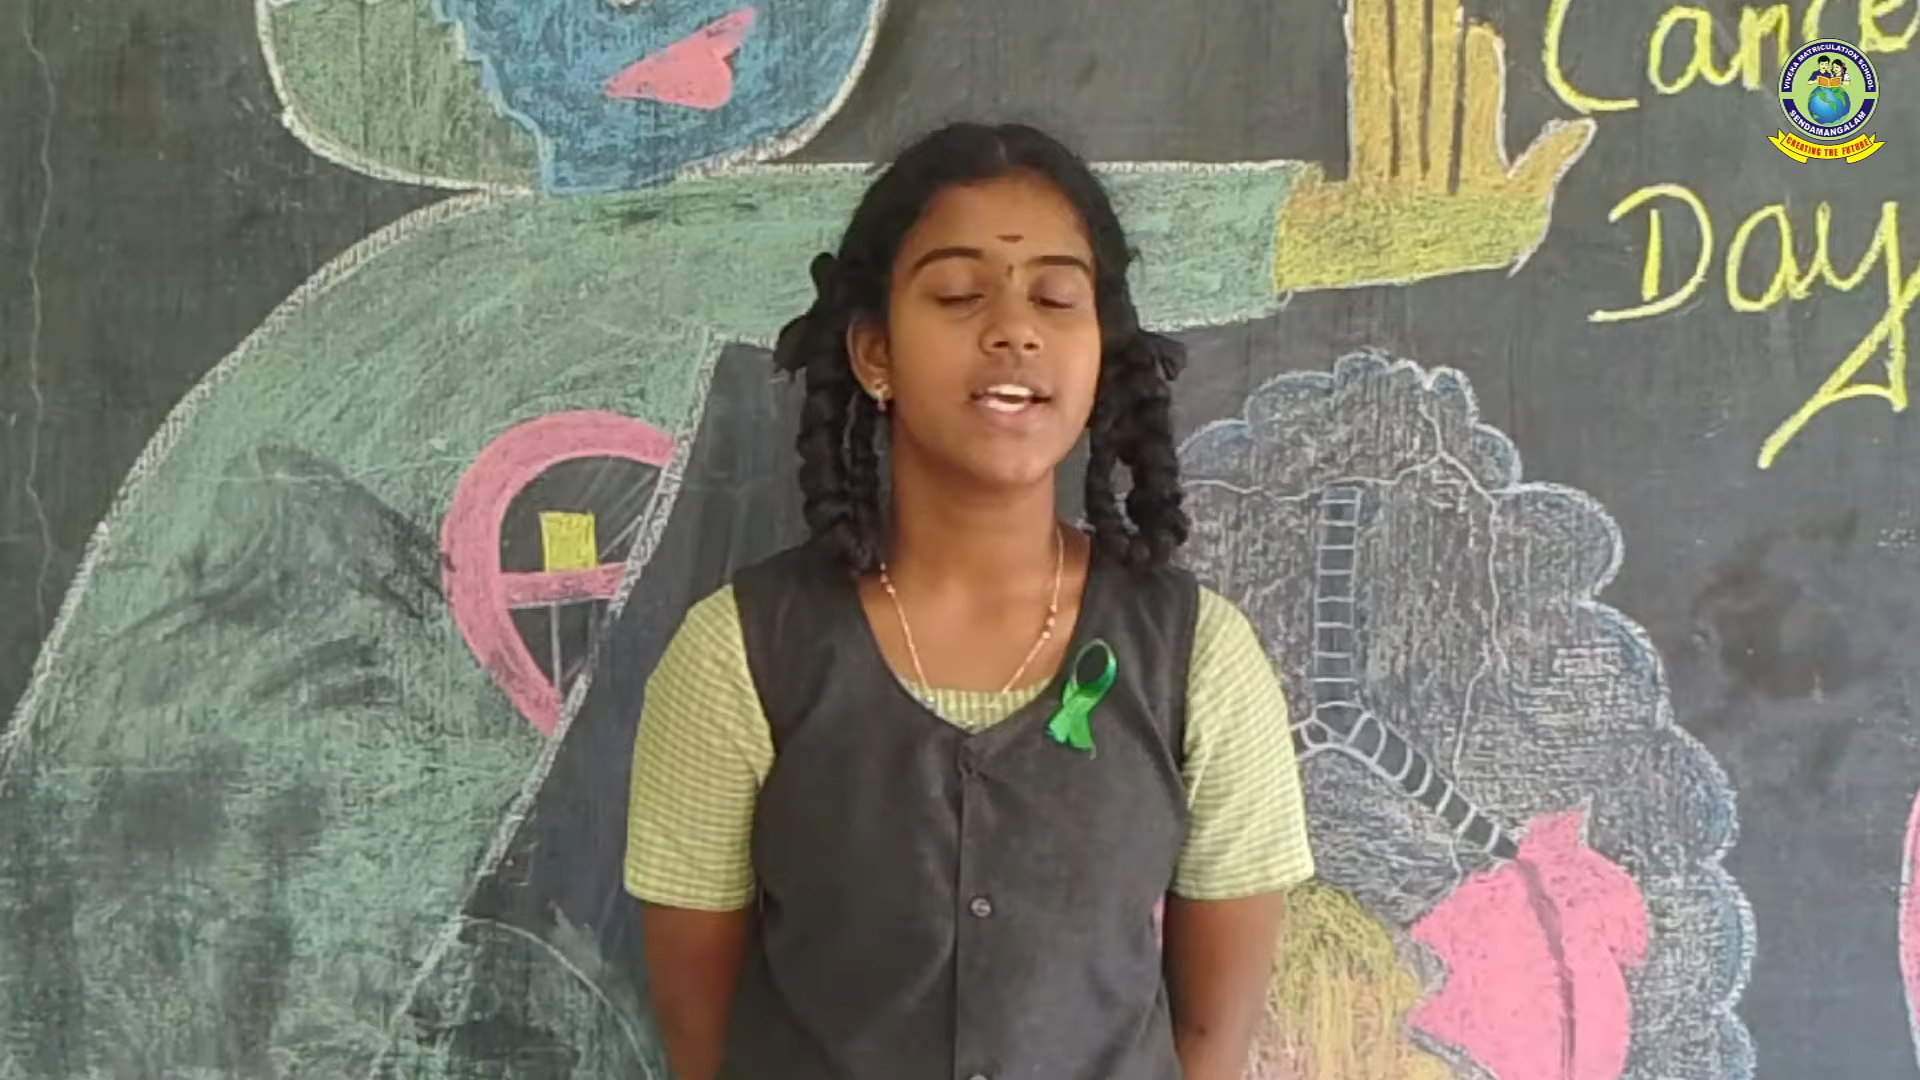 Cance
Day
VIVEKA MATRICULATION SCHOOL
SENDAMANGALAM
CREATING THE FUTURE